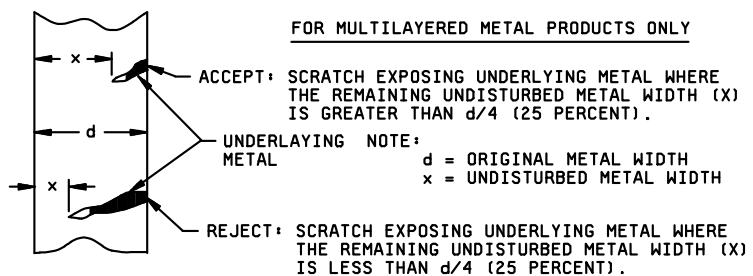 FOR MULTILAYERED METAL PRODUCTS ONLY
x
ACCEPT: SCRATCH EXPOSING UNDERLYING METAL WHERE
THE REMAINING UNDISTURBED METAL WIDTH (X)
IS GREATER THAN d/4 (25 PERCENT).
d
UNDERLAYING
METAL
NOTE:
d = ORIGINAL METAL WIDTH
x = UNDISTURBED METAL WIDTH
x
REJECT: SCRATCH EXPOSING UNDERLYING METAL WHERE
THE REMAINING UNDISTURBED METAL WIDTH (X)
IS LESS THAN d/4 (25 PERCENT).